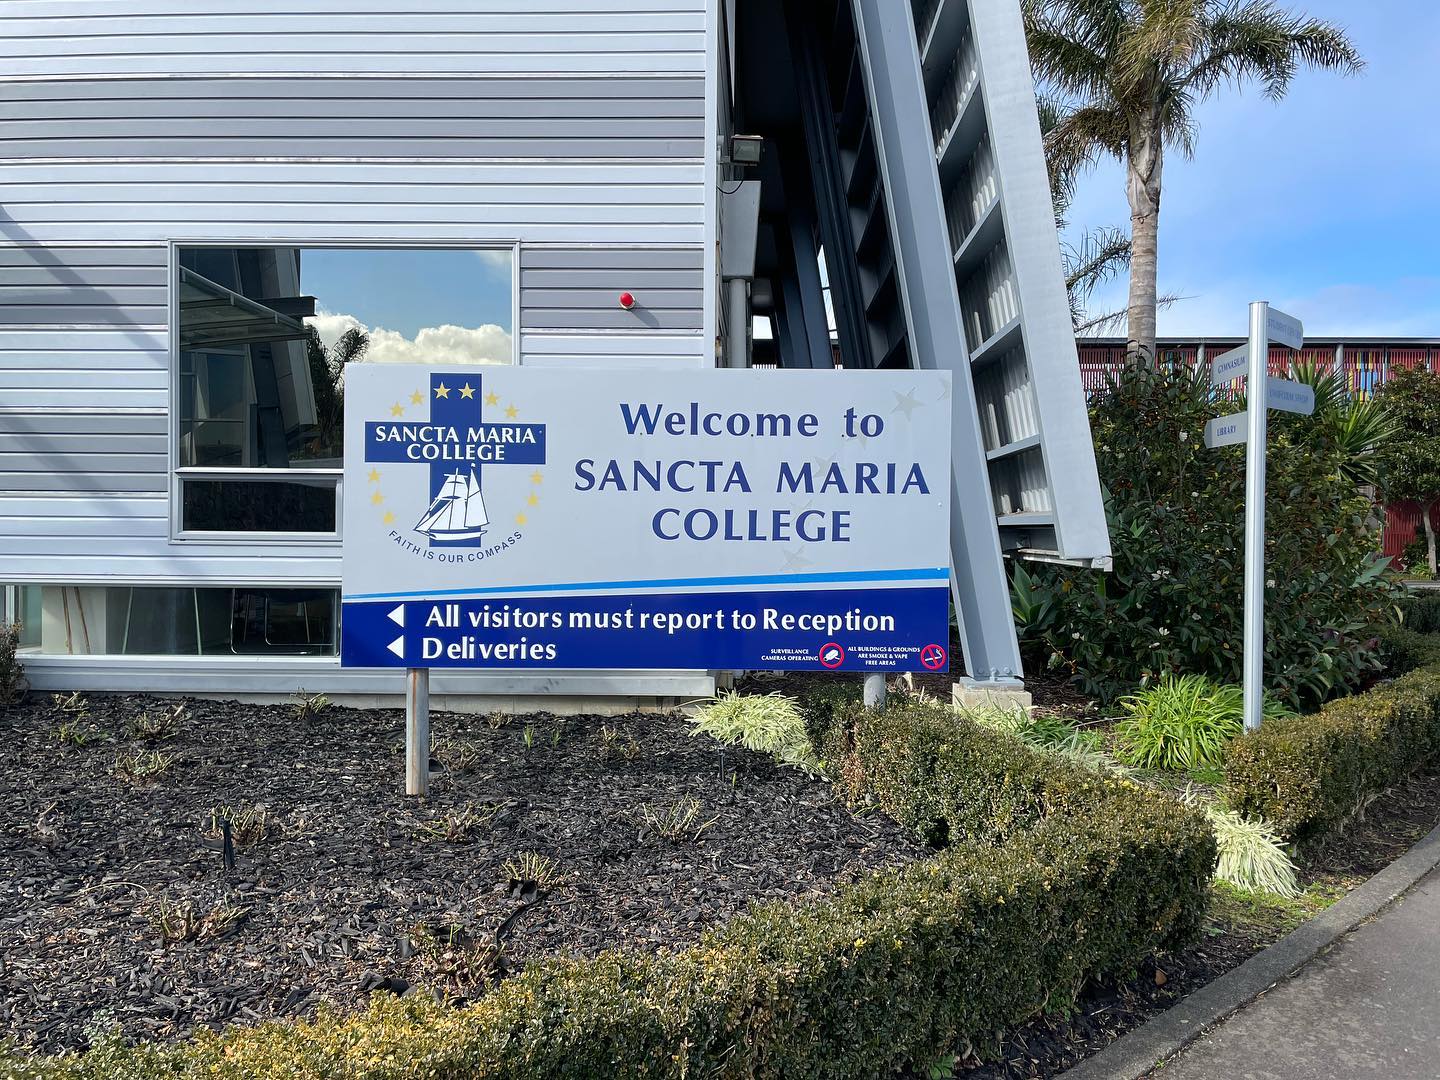 SANCTA MARIA
COLLEGE
FAITH IS OUR COMPASS
Welcome to
SANCTA MARIA
COLLEGE
All visitors must report to Reception
Deliveries
SURVEILLANCE
CAMERAS OPERATING
ALL BUILDINGS & GROUNDS
ARE SMOKE & VAPE
FREE AREAS
GYMNASIUM
LIBRARY